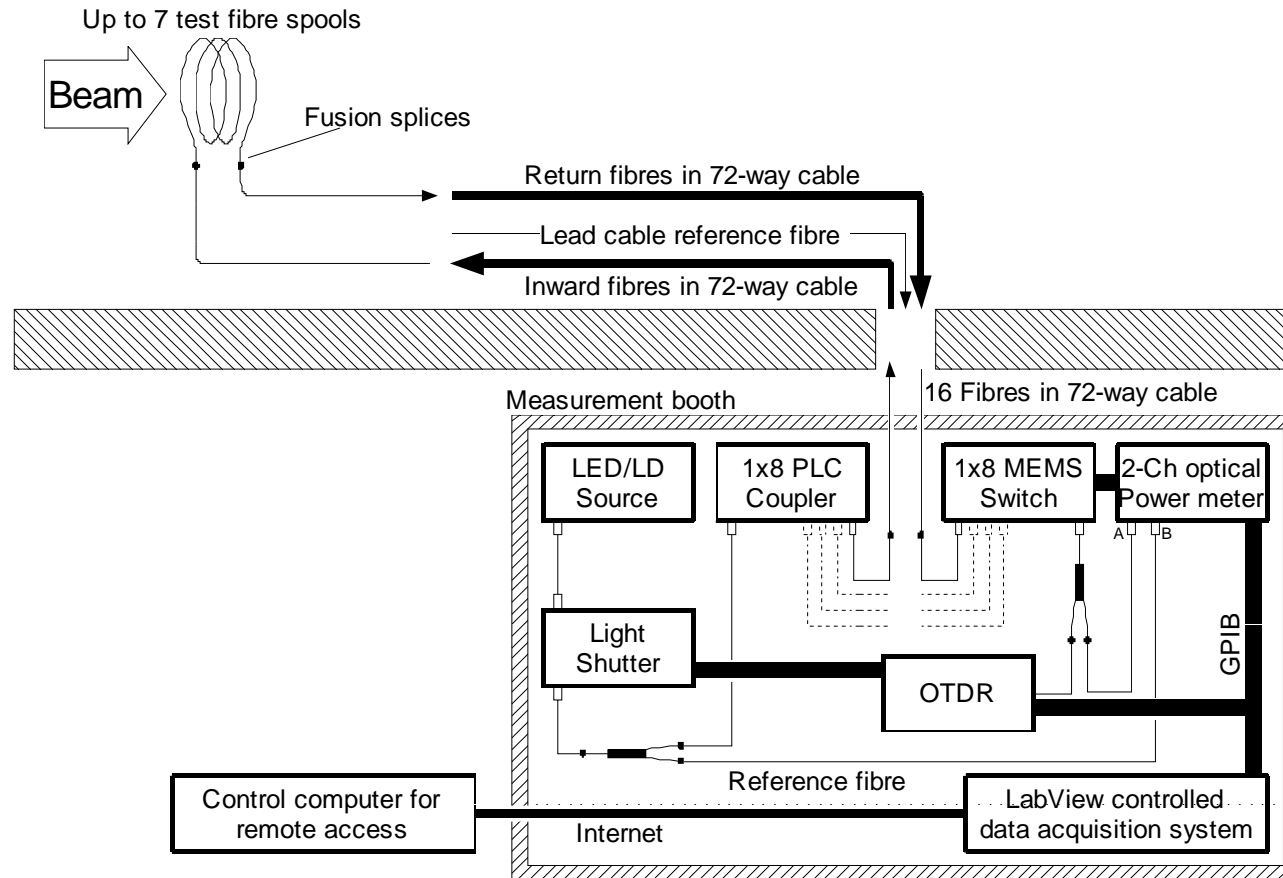 Up to 7 test fibre spools
Beam
Fusion splices
Return fibres in 72-way cable
Lead cable reference fibre
Inward fibres in 72-way cable
16 Fibres in 72-way cable
Measurement booth
LED/LD
Source
1x8 PLC
Coupler
1x8 MEMS
Switch
2-Ch optical
Power meter
A
B
Light
Shutter
OTDR
GPIB
Reference fibre
Control computer for
remote access
Internet
LabView controlled
data acquisition system